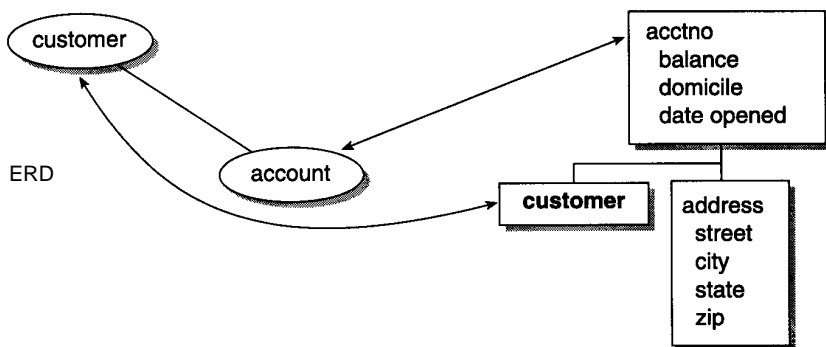 customer
account
ERD
acctno
balance
domicile
date opened
customer
address
street
city
state
zip